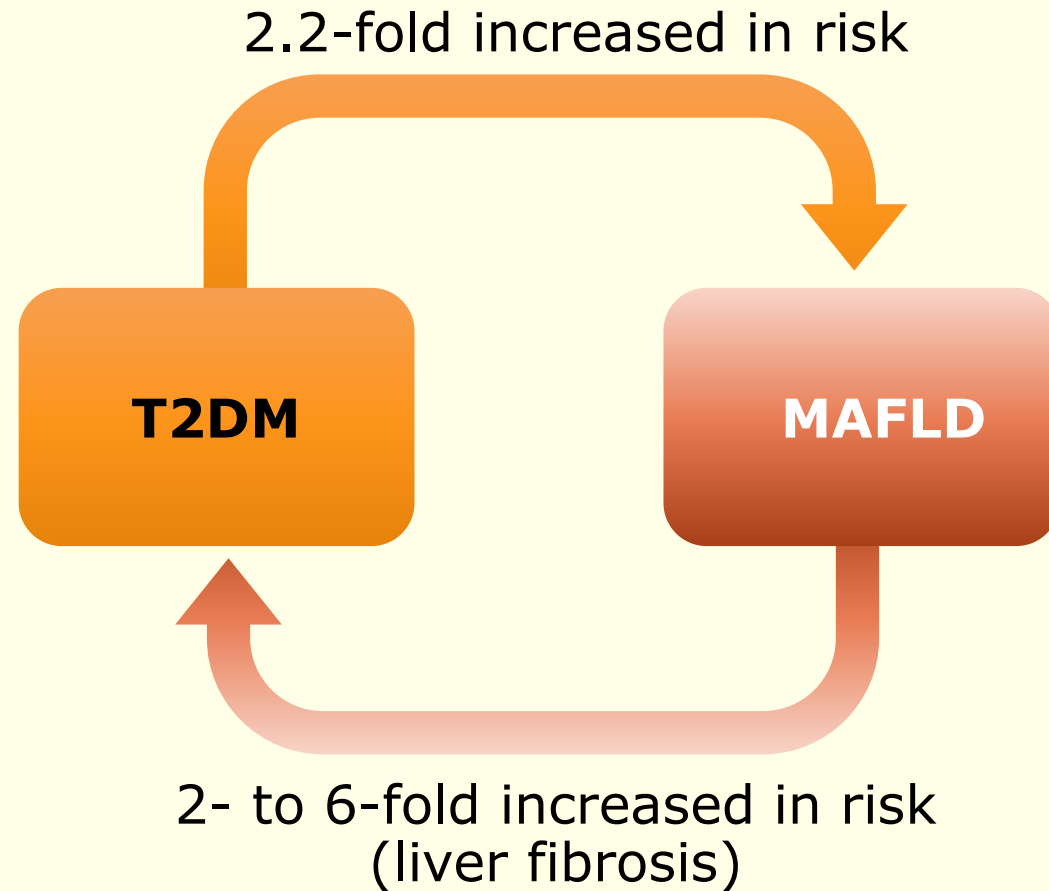 2.2-fold increased in risk
T2DM
MAFLD
2- to 6-fold increased in risk
(liver fibrosis)